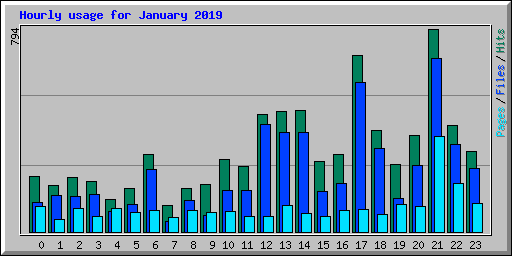 Hourly usage for January 2019
794
Pages / Files / Hits
0 1 2 3 4 5 6 7 8 9 10 11 12 13 14 15 16 17 18 19 20 21 22 23